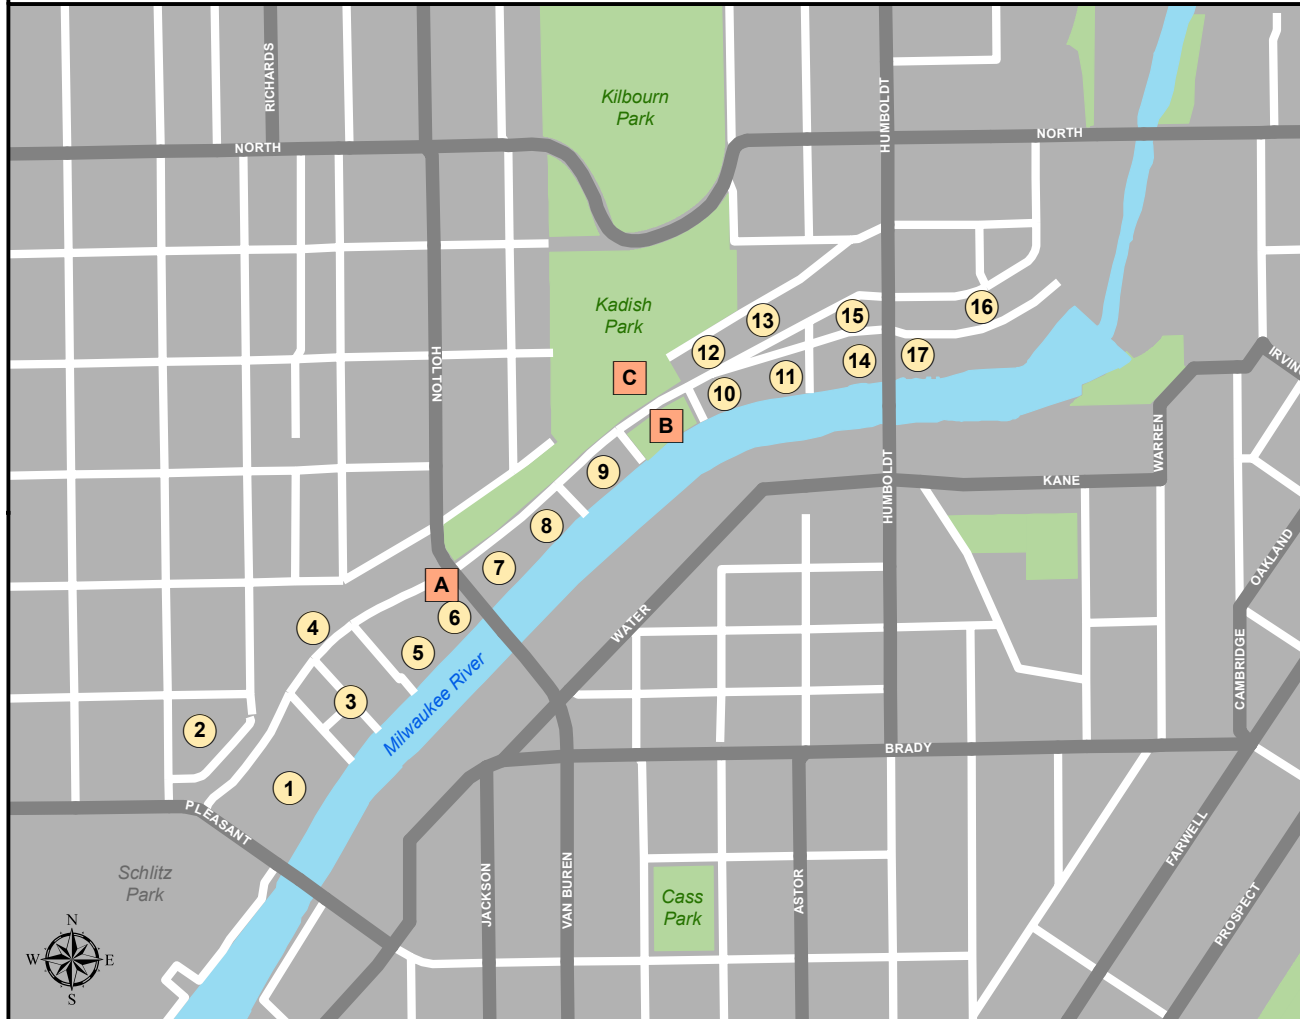 RICHARDS
Kilbourn
Park
HUMBOLDT
NORTH
NORTH
Kadish
Park
HOLTON
16
15
13
12
14
17
C
11
10
B
IRVING
WARREN
9
KANE
HUMBOLDT
8
7
A
OAKLAND
6
4
WATER
5
Milwaukee River
CAMBRIDGE
3
2
BRADY
1
PLEASANT
FARWELL
Schlitz
Park
JACKSON
VAN BUREN
Cass
Park
ASTOR
PROSPECT
N
W
E
S